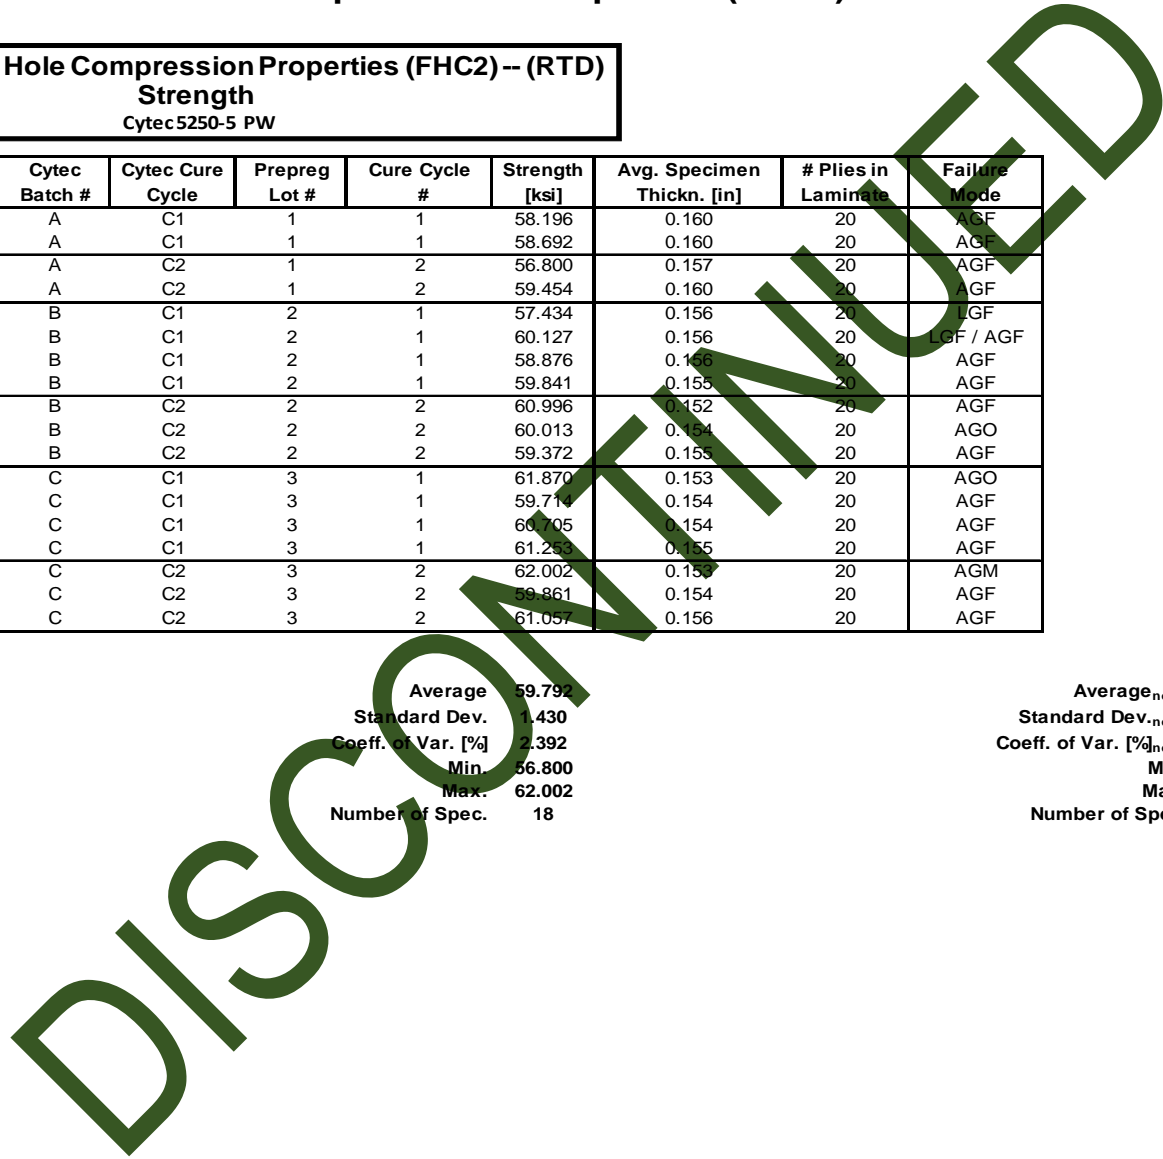 Hole Compression Properties (FHC2) -- (RTD)
Strength
Cytec 5250-5 PW
Cytec Batch # Cytec Cure Cycle Prepreg Lot # Cure Cycle # Strength [ksi] Avg. Specimen Thickn. [in] # Plies in Laminate Failure Mode
A C1 1 1 58.196 0.160 20 AGF
A C1 1 1 58.692 0.160 20 AGF
A C2 1 2 56.800 0.157 20 AGF
A C2 1 2 59.454 0.160 20 AGF
B C1 2 1 57.434 0.156 20 LGF
B C1 2 1 60.127 0.156 20 LGF / AGF
B C1 2 1 58.876 0.156 20 AGF
B C1 2 1 59.841 0.155 20 AGF
B C2 2 2 60.996 0.152 20 AGF
B C2 2 2 60.013 0.154 20 AGO
B C2 2 2 59.372 0.155 20 AGF
C C1 3 1 61.870 0.153 20 AGO
C C1 3 1 59.714 0.154 20 AGF
C C1 3 1 60.705 0.154 20 AGF
C C1 3 1 61.253 0.155 20 AGF
C C2 3 2 62.002 0.153 20 AGM
C C2 3 2 59.861 0.154 20 AGF
C C2 3 2 61.057 0.156 20 AGF
Average 59.792 Average
Standard Dev. 1.430 Standard Dev.
Coeff. of Var. [%] 2.392 Coeff. of Var. [%]
Min. 56.800
Max. 62.002
Number of Spec. 18 Number of
DISCONTINUED